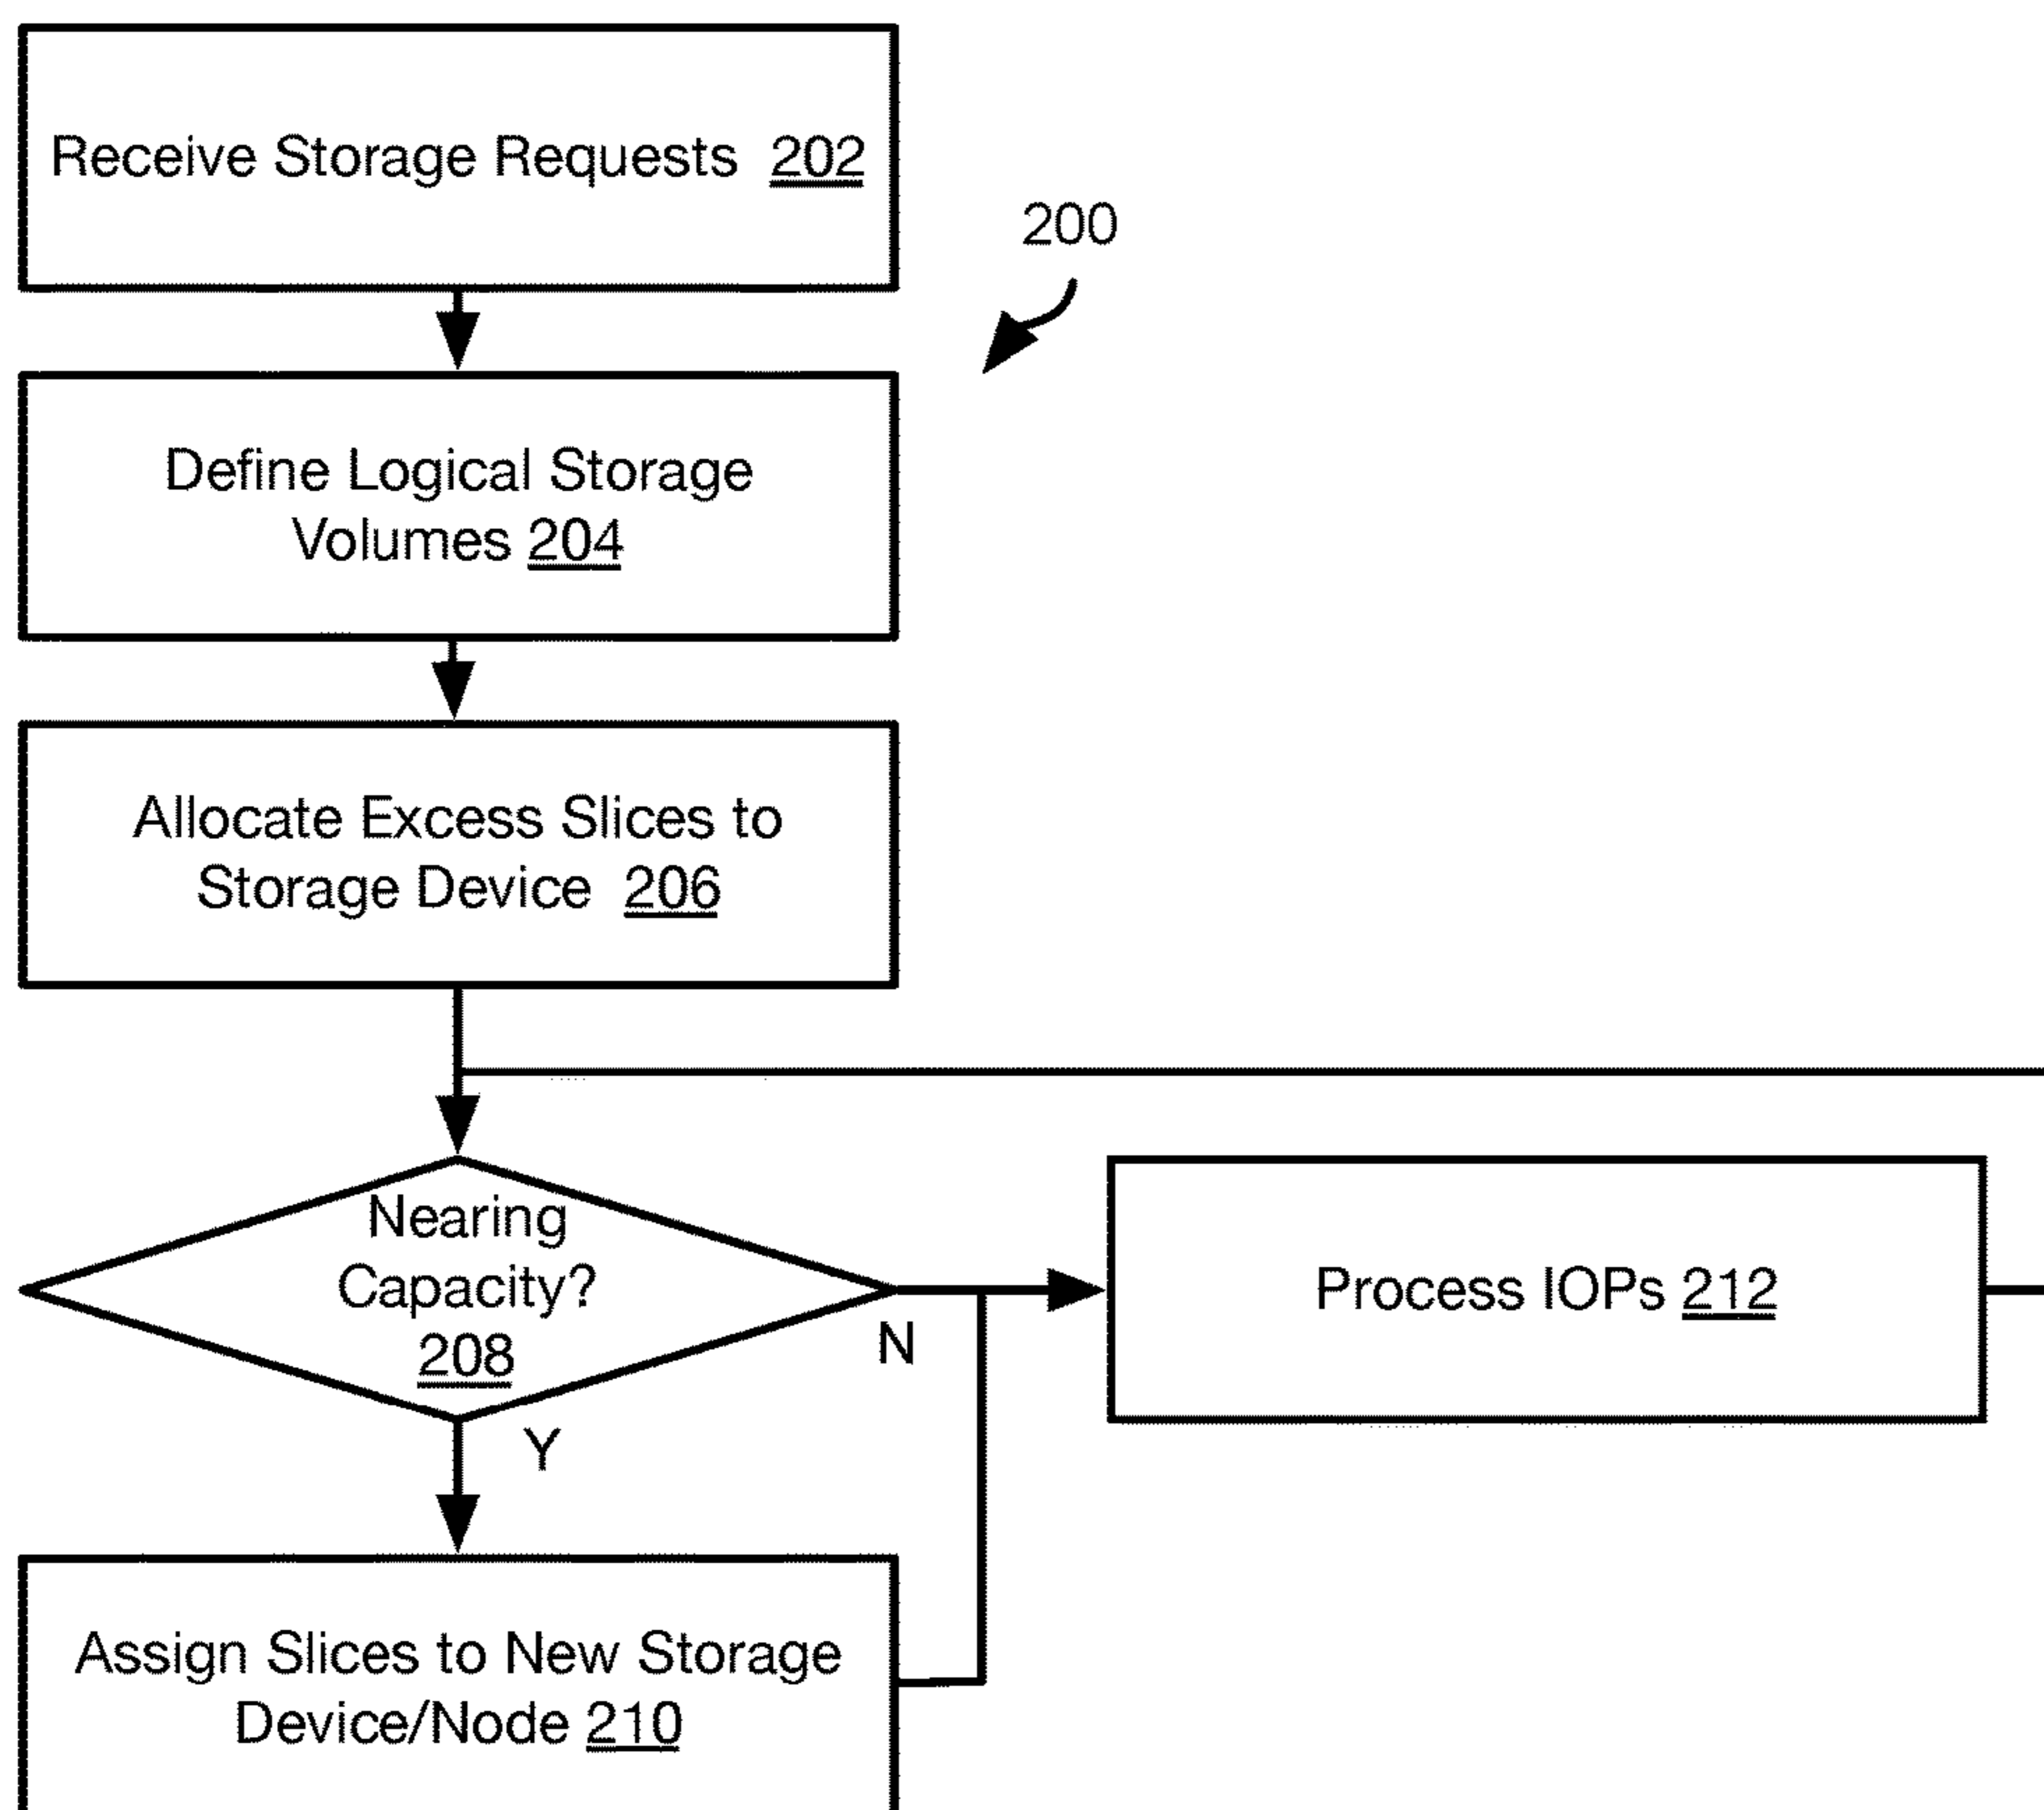 Receive Storage Requests 202
200
Define Logical Storage
Volumes 204
Allocate Excess Slices to
Storage Device 206
Nearing
Capacity?
208
N
Process IOPs 212
Y
Assign Slices to New Storage
Device/Node 210